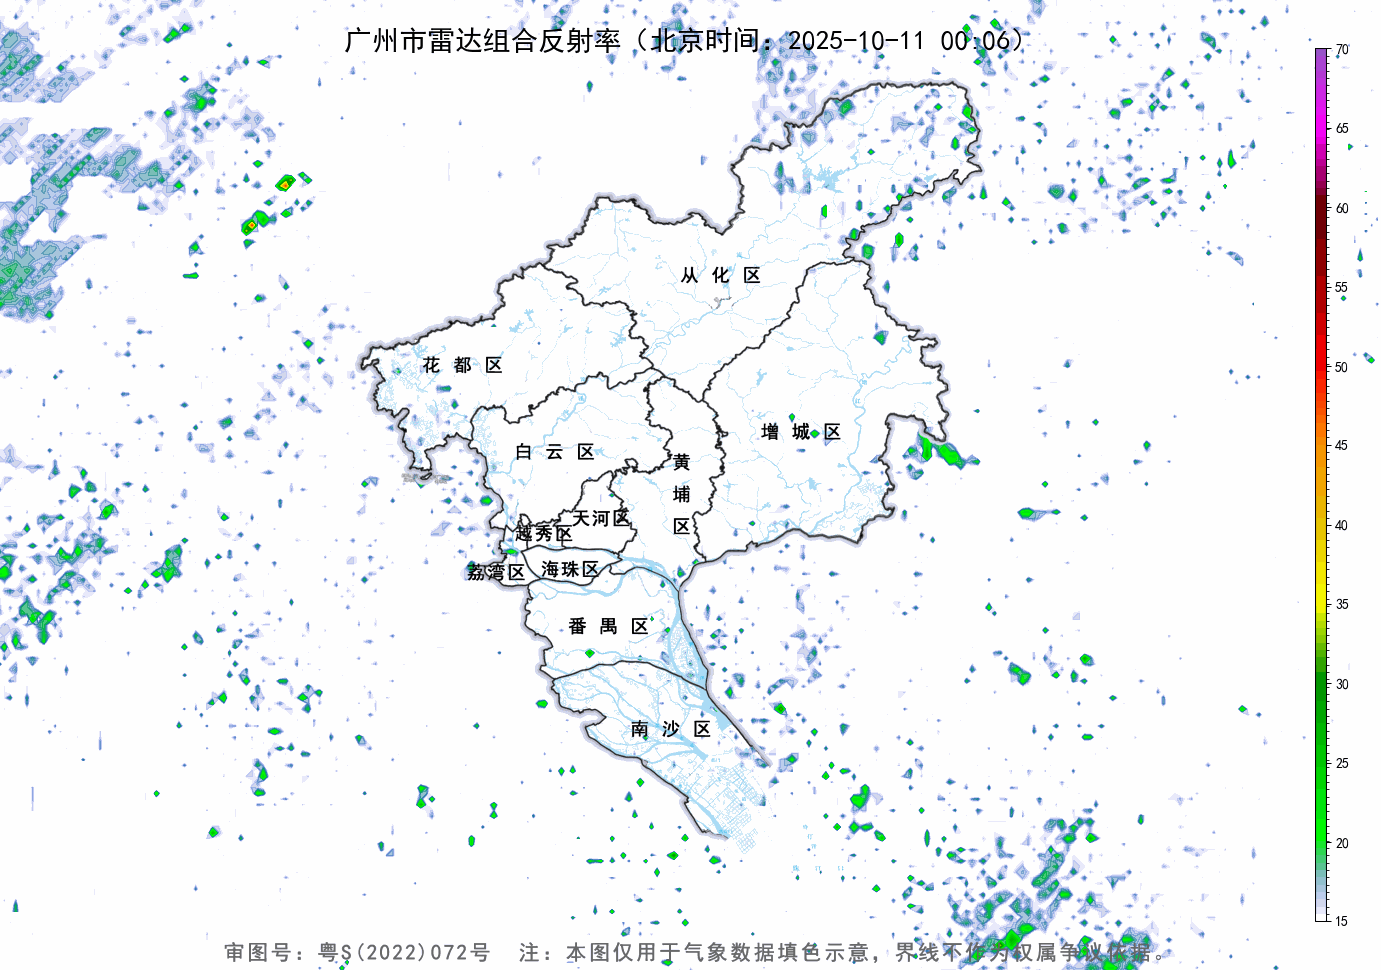 广州市雷达组合反射率（北京时间：2025-10-11 00:06）
70
65
60
55
50
45
40
35
30
25
20
15
从化区
花都区
增城区
白云区
黄埔区
天河区
越秀区
荔湾区
海珠区
番禺区
南沙区
审图号：粤S(2022)072号 注：本图仅用于气象数据填色示意，界线不作为权属争议依据。